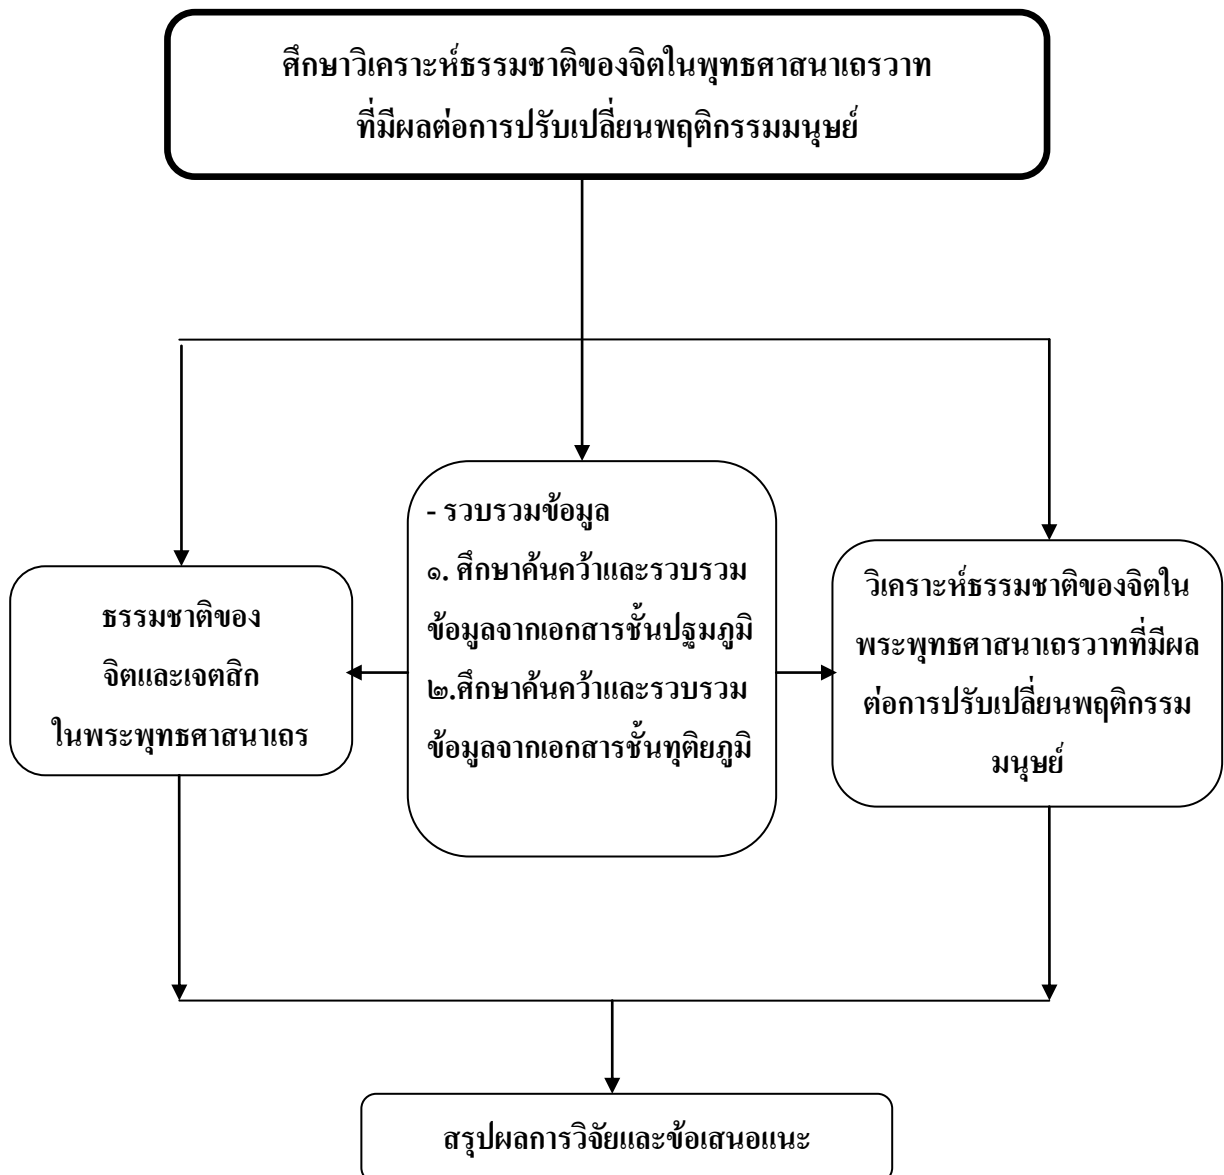 ศึกษาวิเคราะห์ธรรมชาติของจิตในพุทธศาสนาเถรวาท
ที่มีผลต่อการปรับเปลี่ยนพฤติกรรมมนุษย์
ธรรมชาติของ
จิตและเจตสิก
ในพระพุทธศาสนาเถร
- รวบรวมข้อมูล
๑. ศึกษาค้นคว้าและรวบรวม
ข้อมูลจากเอกสารชั้นปฐมภูมิ
๒.ศึกษาค้นคว้าและรวบรวม
ข้อมูลจากเอกสารชั้นทุติยภูมิ
วิเคราะห์ธรรมชาติของจิตใน
พระพุทธศาสนาเถรวาทที่มีผล
ต่อการปรับเปลี่ยนพฤติกรรม
มนุษย์
สรุปผลการวิจัยและข้อเสนอแนะ